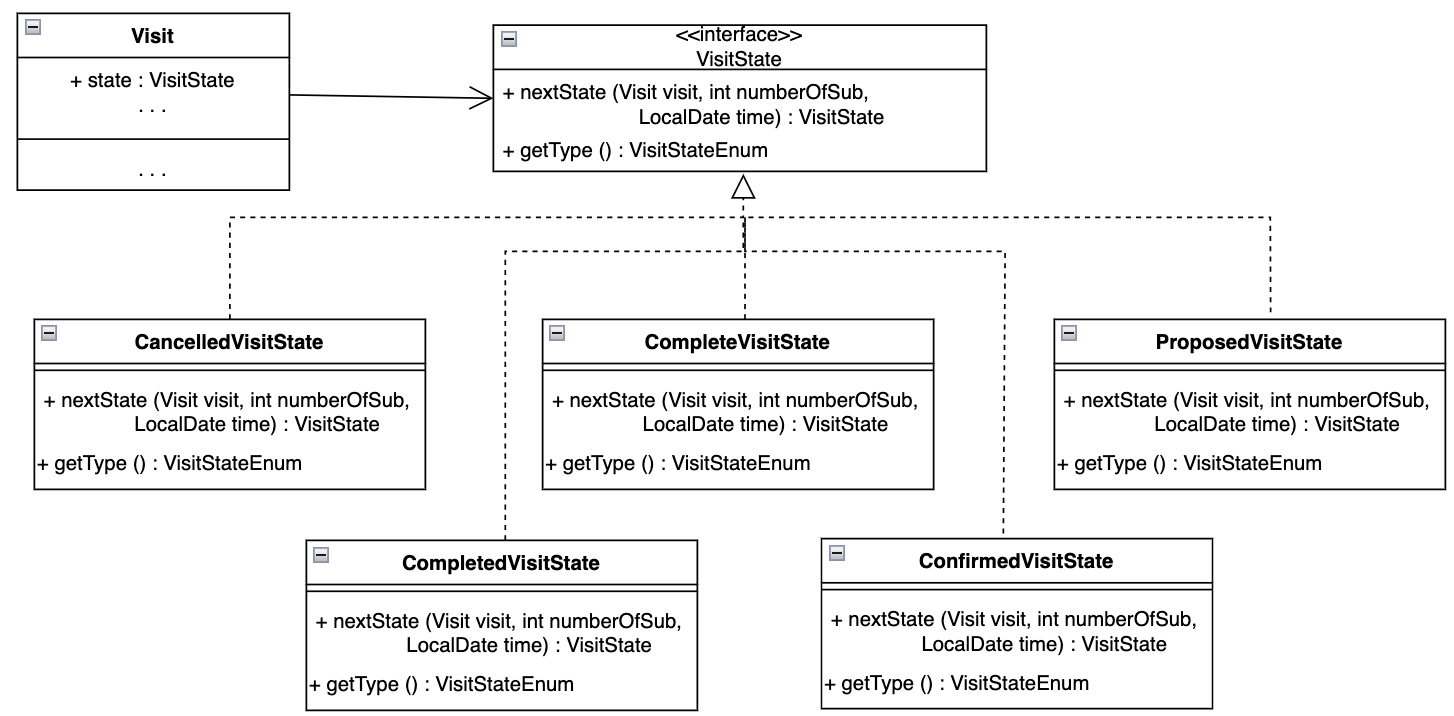 Visit
+ state : VisitState
. . .
. . .
<<interface>>
VisitState
+ nextState (Visit visit, int numberOfSub,
LocalDate time) : VisitState
+ getType () : VisitStateEnum
CancelledVisitState
+ nextState (Visit visit, int numberOfSub,
LocalDate time) : VisitState
+ getType () : VisitStateEnum
CompleteVisitState
+ nextState (Visit visit, int numberOfSub,
LocalDate time) : VisitState
+ getType () : VisitStateEnum
ProposedVisitState
+ nextState (Visit visit, int numberOfSub,
LocalDate time) : VisitState
+ getType () : VisitStateEnum
CompletedVisitState
+ nextState (Visit visit, int numberOfSub,
LocalDate time) : VisitState
+ getType () : VisitStateEnum
ConfirmedVisitState
+ nextState (Visit visit, int numberOfSub,
LocalDate time) : VisitState
+ getType () : VisitStateEnum